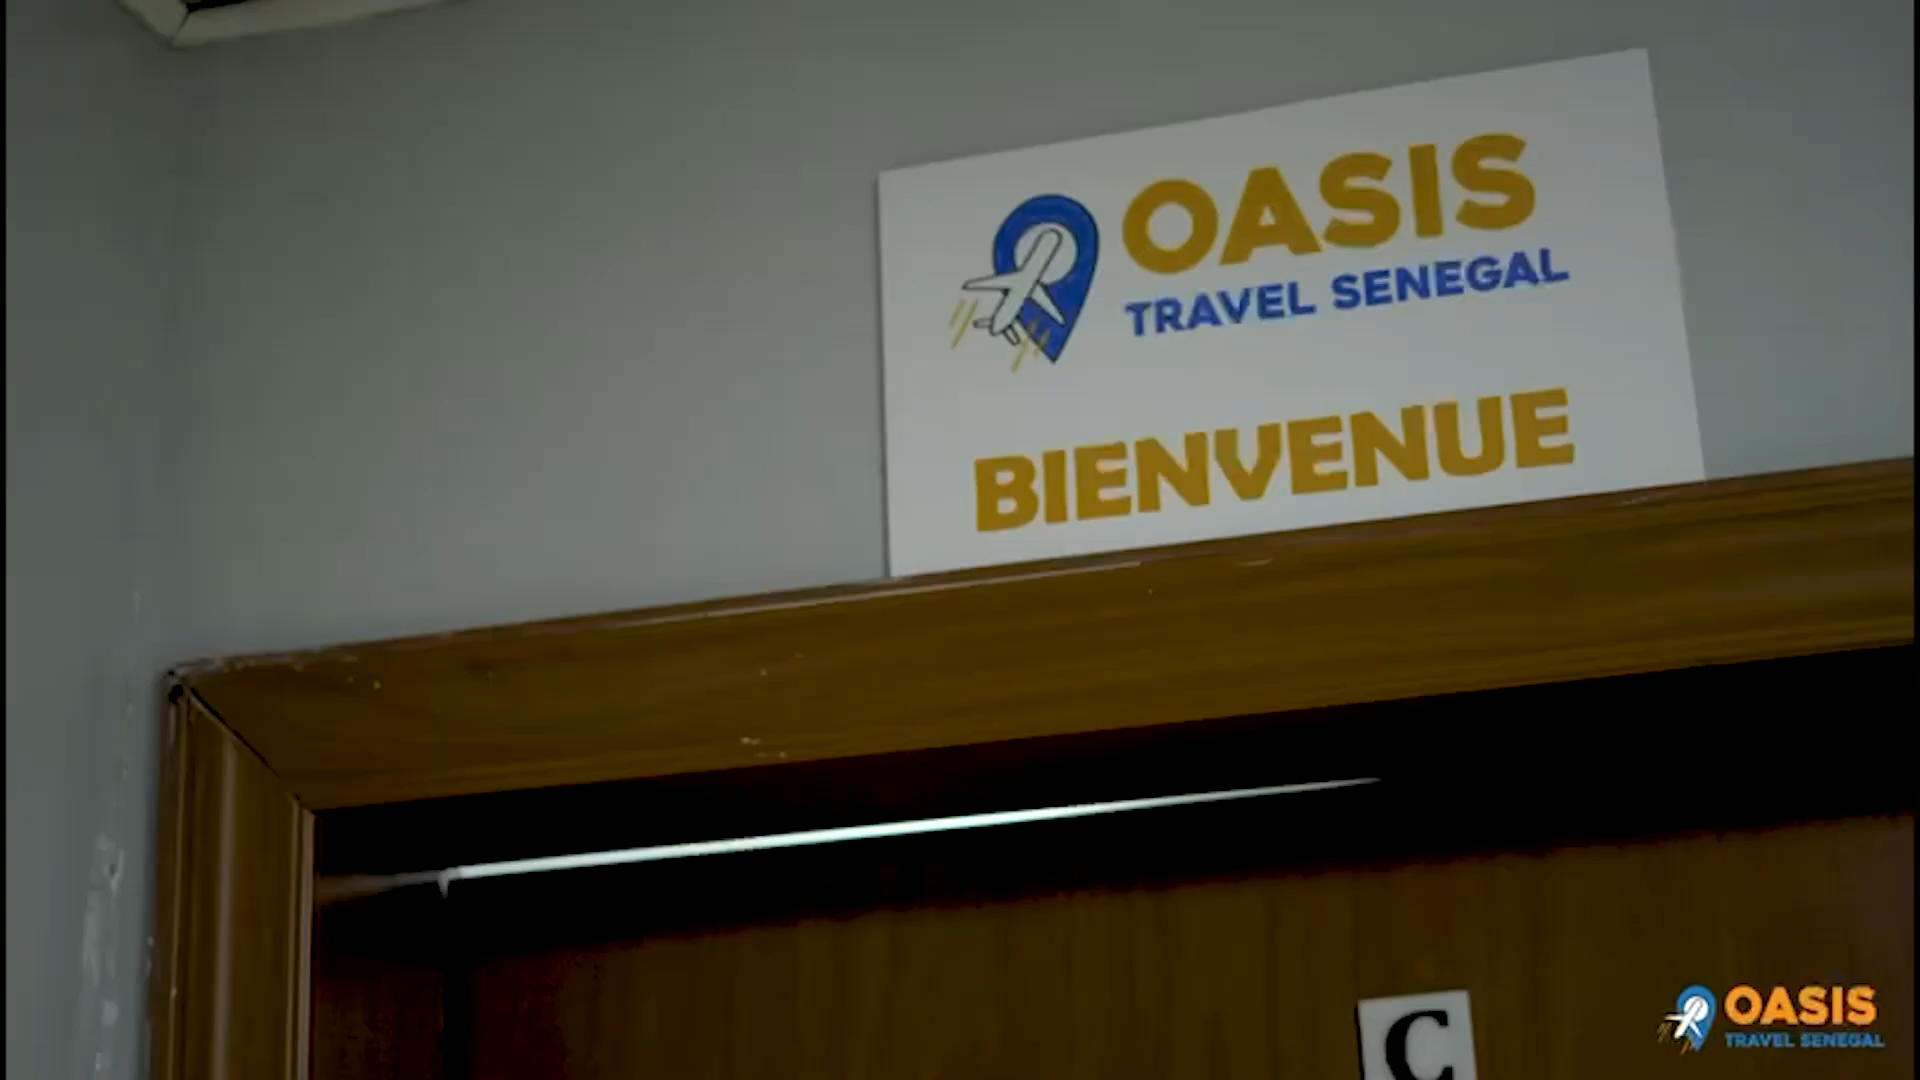 OASIS
TRAVEL SENEGAL
BIENVENUE
C
OASIS
TRAVEL SENEGAL